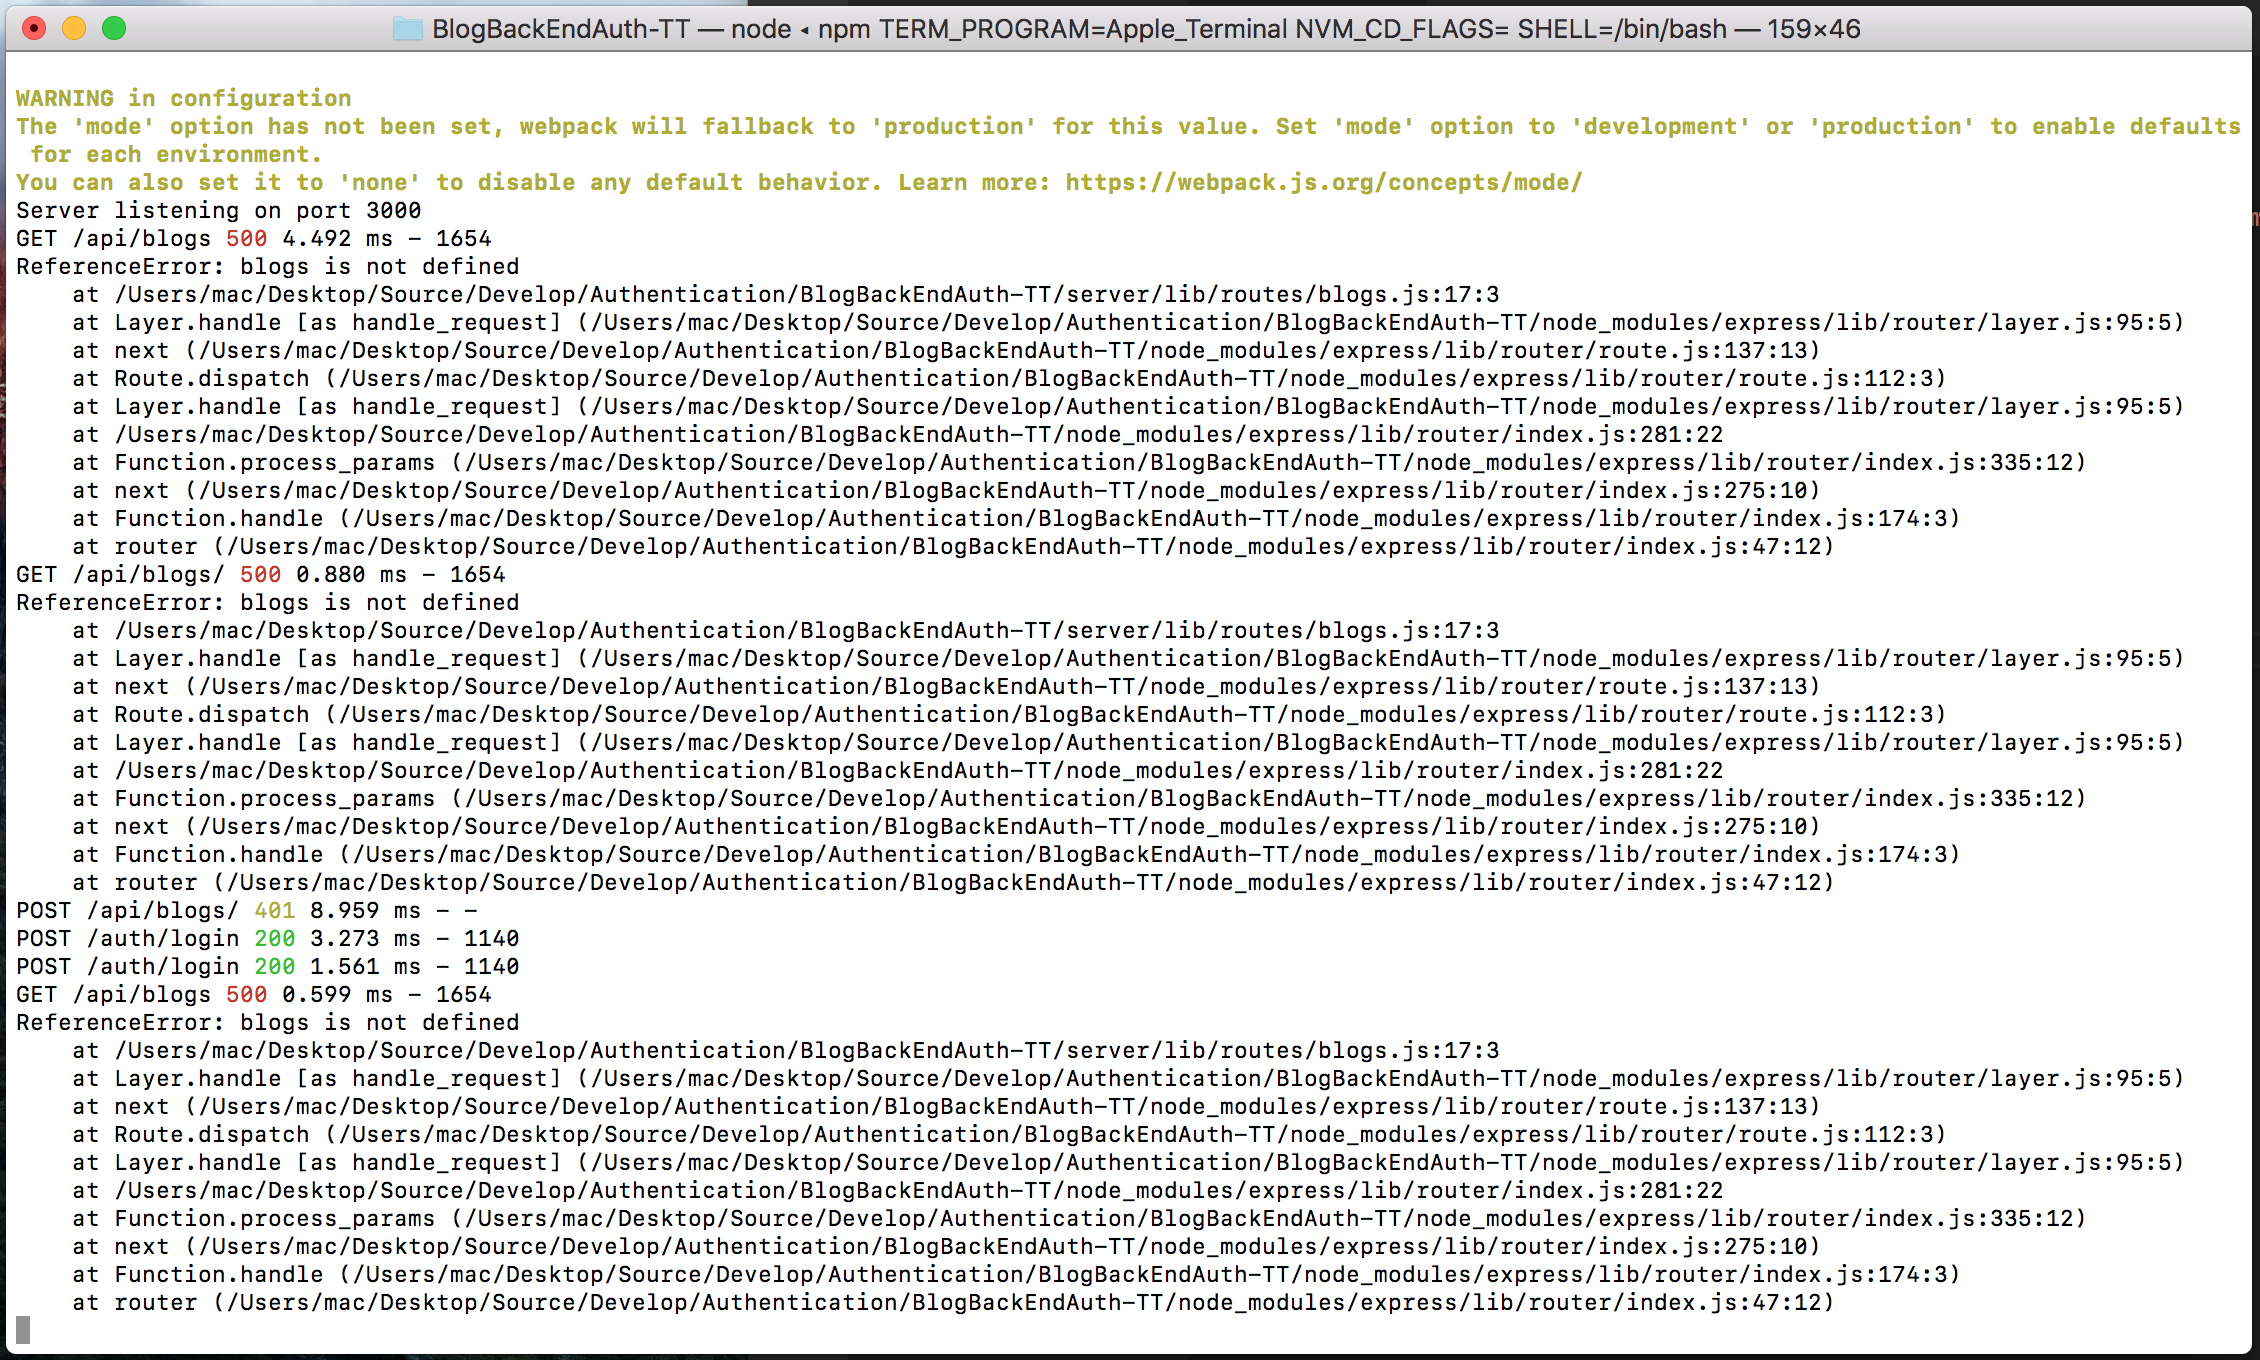 BlogBackEndAuth-TT — node ◂ npm TERM_PROGRAM=Apple_Terminal NVM_CD_FLAGS= SHELL=/bin/bash — 159×46
WARNING in configuration
The 'mode' option has not been set, webpack will fallback to 'production' for this value. Set 'mode' option to 'development' or 'production' to enable defaults
 for each environment.
You can also set it to 'none' to disable any default behavior. Learn more: https://webpack.js.org/concepts/mode/
Server listening on port 3000
GET /api/blogs 500 4.492 ms - 1654
ReferenceError: blogs is not defined
    at /Users/mac/Desktop/Source/Develop/Authentication/BlogBackEndAuth-TT/server/lib/routes/blogs.js:17:3
    at Layer.handle [as handle_request] (/Users/mac/Desktop/Source/Develop/Authentication/BlogBackEndAuth-TT/node_modules/express/lib/router/layer.js:95:5)
    at next (/Users/mac/Desktop/Source/Develop/Authentication/BlogBackEndAuth-TT/node_modules/express/lib/router/route.js:137:13)
    at Route.dispatch (/Users/mac/Desktop/Source/Develop/Authentication/BlogBackEndAuth-TT/node_modules/express/lib/router/route.js:112:3)
    at Layer.handle [as handle_request] (/Users/mac/Desktop/Source/Develop/Authentication/BlogBackEndAuth-TT/node_modules/express/lib/router/layer.js:95:5)
    at /Users/mac/Desktop/Source/Develop/Authentication/BlogBackEndAuth-TT/node_modules/express/lib/router/index.js:281:22
    at Function.process_params (/Users/mac/Desktop/Source/Develop/Authentication/BlogBackEndAuth-TT/node_modules/express/lib/router/index.js:335:12)
    at next (/Users/mac/Desktop/Source/Develop/Authentication/BlogBackEndAuth-TT/node_modules/express/lib/router/index.js:275:10)
    at Function.handle (/Users/mac/Desktop/Source/Develop/Authentication/BlogBackEndAuth-TT/node_modules/express/lib/router/index.js:174:3)
    at router (/Users/mac/Desktop/Source/Develop/Authentication/BlogBackEndAuth-TT/node_modules/express/lib/router/index.js:47:12)
GET /api/blogs/ 500 0.880 ms - 1654
ReferenceError: blogs is not defined
    at /Users/mac/Desktop/Source/Develop/Authentication/BlogBackEndAuth-TT/server/lib/routes/blogs.js:17:3
    at Layer.handle [as handle_request] (/Users/mac/Desktop/Source/Develop/Authentication/BlogBackEndAuth-TT/node_modules/express/lib/router/layer.js:95:5)
    at next (/Users/mac/Desktop/Source/Develop/Authentication/BlogBackEndAuth-TT/node_modules/express/lib/router/route.js:137:13)
    at Route.dispatch (/Users/mac/Desktop/Source/Develop/Authentication/BlogBackEndAuth-TT/node_modules/express/lib/router/route.js:112:3)
    at Layer.handle [as handle_request] (/Users/mac/Desktop/Source/Develop/Authentication/BlogBackEndAuth-TT/node_modules/express/lib/router/layer.js:95:5)
    at /Users/mac/Desktop/Source/Develop/Authentication/BlogBackEndAuth-TT/node_modules/express/lib/router/index.js:281:22
    at Function.process_params (/Users/mac/Desktop/Source/Develop/Authentication/BlogBackEndAuth-TT/node_modules/express/lib/router/index.js:335:12)
    at next (/Users/mac/Desktop/Source/Develop/Authentication/BlogBackEndAuth-TT/node_modules/express/lib/router/index.js:275:10)
    at Function.handle (/Users/mac/Desktop/Source/Develop/Authentication/BlogBackEndAuth-TT/node_modules/express/lib/router/index.js:174:3)
    at router (/Users/mac/Desktop/Source/Develop/Authentication/BlogBackEndAuth-TT/node_modules/express/lib/router/index.js:47:12)
POST /api/blogs/ 401 8.959 ms - -
POST /auth/login 200 3.273 ms - 1140
POST /auth/login 200 1.561 ms - 1140
GET /api/blogs 500 0.599 ms - 1654
ReferenceError: blogs is not defined
    at /Users/mac/Desktop/Source/Develop/Authentication/BlogBackEndAuth-TT/server/lib/routes/blogs.js:17:3
    at Layer.handle [as handle_request] (/Users/mac/Desktop/Source/Develop/Authentication/BlogBackEndAuth-TT/node_modules/express/lib/router/layer.js:95:5)
    at next (/Users/mac/Desktop/Source/Develop/Authentication/BlogBackEndAuth-TT/node_modules/express/lib/router/route.js:137:13)
    at Route.dispatch (/Users/mac/Desktop/Source/Develop/Authentication/BlogBackEndAuth-TT/node_modules/express/lib/router/route.js:112:3)
    at Layer.handle [as handle_request] (/Users/mac/Desktop/Source/Develop/Authentication/BlogBackEndAuth-TT/node_modules/express/lib/router/layer.js:95:5)
    at /Users/mac/Desktop/Source/Develop/Authentication/BlogBackEndAuth-TT/node_modules/express/lib/router/index.js:281:22
    at Function.process_params (/Users/mac/Desktop/Source/Develop/Authentication/BlogBackEndAuth-TT/node_modules/express/lib/router/index.js:335:12)
    at next (/Users/mac/Desktop/Source/Develop/Authentication/BlogBackEndAuth-TT/node_modules/express/lib/router/index.js:275:10)
    at Function.handle (/Users/mac/Desktop/Source/Develop/Authentication/BlogBackEndAuth-TT/node_modules/express/lib/router/index.js:174:3)
    at router (/Users/mac/Desktop/Source/Develop/Authentication/BlogBackEndAuth-TT/node_modules/express/lib/router/index.js:47:12)